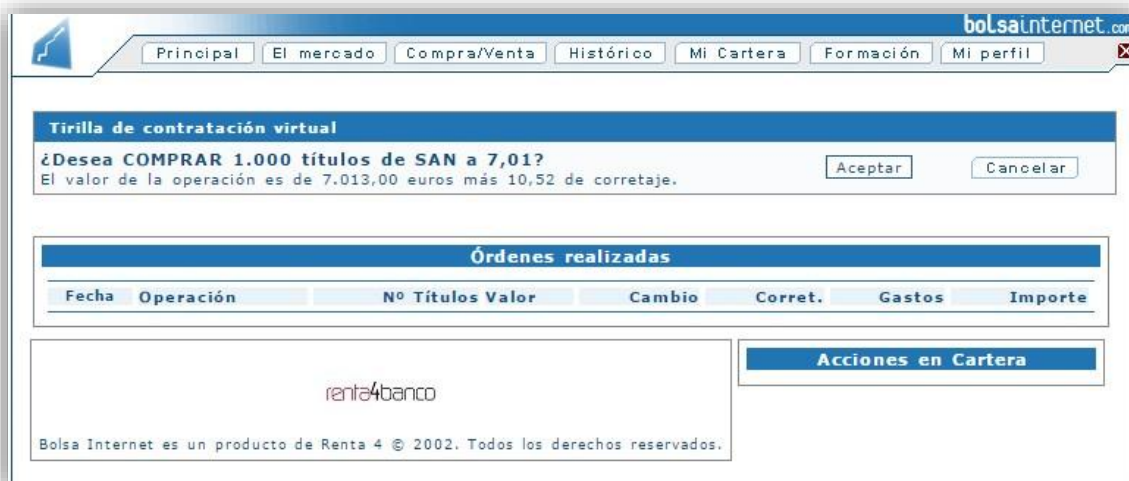 bolsainternet.com
Principal El mercado Compra/Venta Histórico Mi Cartera Formación Mi perfil
Tirilla de contratación virtual
¿Desea COMPRAR 1.000 títulos de SAN a 7,01?
El valor de la operación es de 7.013,00 euros más 10,52 de corretaje.
Aceptar Cancelar
Órdenes realizadas
Fecha Operación Nº Títulos Valor Cambio Corret. Gastos Importe
Acciones en Cartera
renta4banco
Bolsa Internet es un producto de Renta 4 © 2002. Todos los derechos reservados.